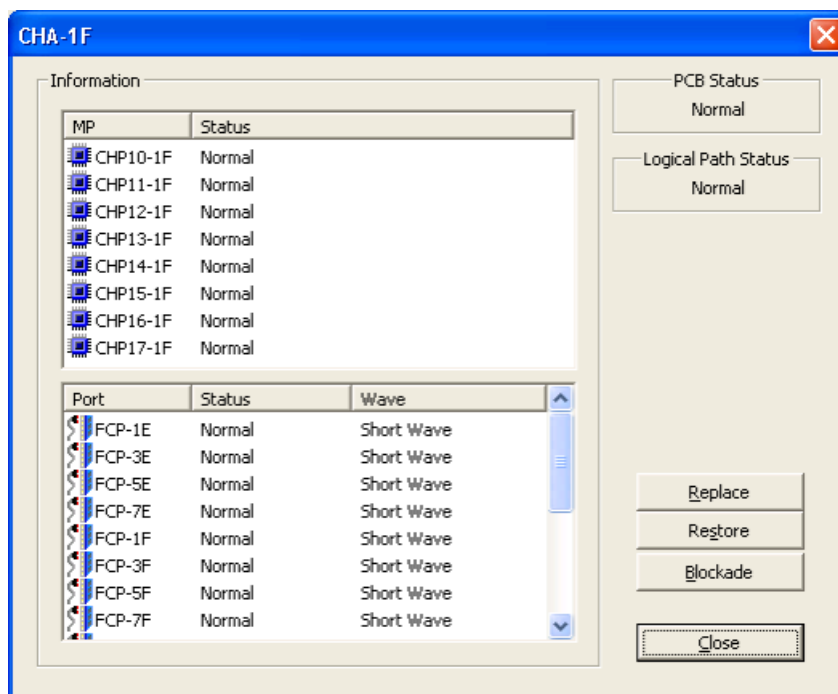 CHA-1F
Information
MP Status
CHP10-1F Normal
CHP11-1F Normal
CHP12-1F Normal
CHP13-1F Normal
CHP14-1F Normal
CHP15-1F Normal
CHP16-1F Normal
CHP17-1F Normal
Port Status Wave
FCP-1E Normal Short Wave
FCP-3E Normal Short Wave
FCP-5E Normal Short Wave
FCP-7E Normal Short Wave
FCP-1F Normal Short Wave
FCP-3F Normal Short Wave
FCP-5F Normal Short Wave
FCP-7F Normal Short Wave
PCB Status
Normal
Logical Path Status
Normal
Replace
Restore
Blockade
Close